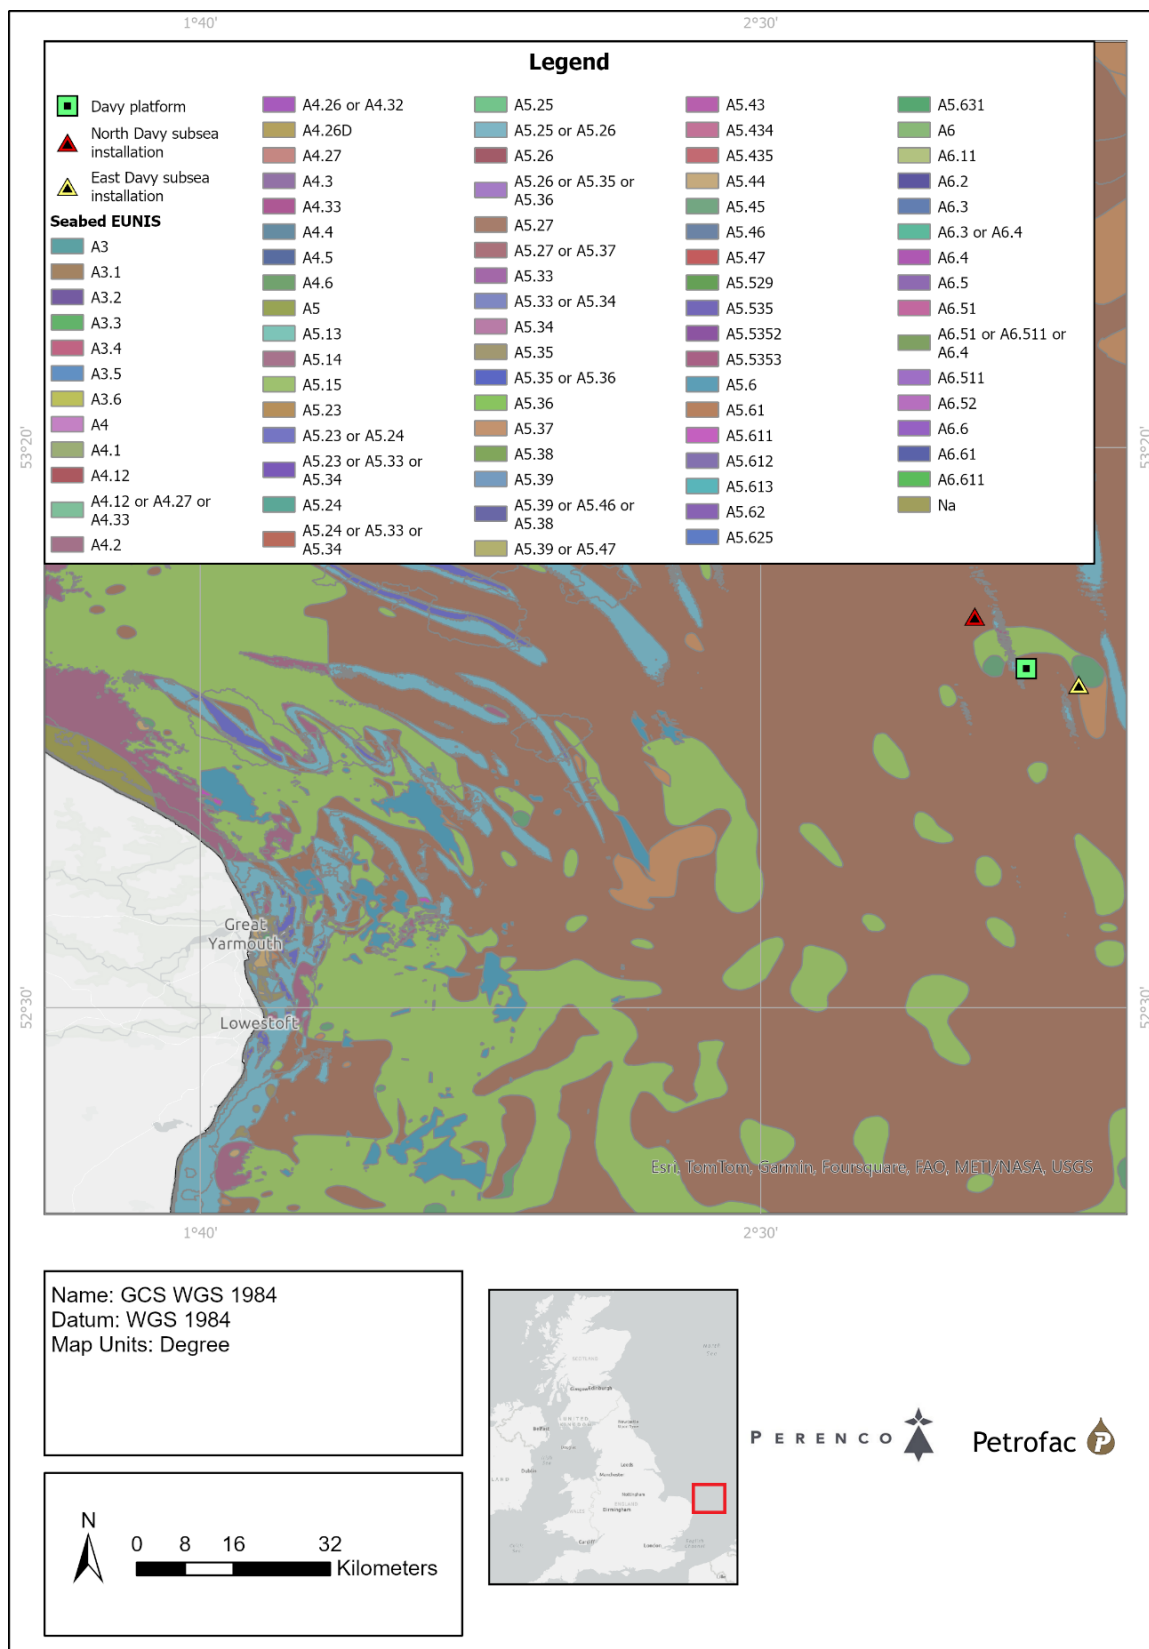 1°40'
2°30'
Legend
Davy platform
North Davy subsea
installation
East Davy subsea
installation
Seabed EUNIS
A3
A3.1
A3.2
A3.3
A3.4
A3.5
A3.6
A4
A4.1
A4.12
A4.12 or A4.27 or
A4.33
A4.2
A4.26 or A4.32
A4.26D
A4.27
A4.3
A4.33
A4.4
A4.5
A4.6
A5
A5.13
A5.14
A5.15
A5.23
A5.23 or A5.24
A5.23 or A5.33 or
A5.34
A5.24
A5.24 or A5.33 or
A5.34
A5.25
A5.25 or A5.26
A5.26
A5.26 or A5.35 or
A5.36
A5.27
A5.27 or A5.37
A5.33
A5.33 or A5.34
A5.34
A5.35
A5.35 or A5.36
A5.36
A5.37
A5.38
A5.39
A5.39 or A5.46 or
A5.38
A5.39 or A5.47
A5.43
A5.434
A5.435
A5.44
A5.45
A5.46
A5.47
A5.529
A5.535
A5.5352
A5.5353
A5.6
A5.61
A5.611
A5.612
A5.613
A5.62
A5.625
A5.631
A6
A6.11
A6.2
A6.3
A6.3 or A6.4
A6.4
A6.5
A6.51
A6.51 or A6.511 or
A6.4
A6.511
A6.52
A6.6
A6.61
A6.611
Na
53°20'
53°20'
Great
Yarmouth
Lowestoft
52°30'
52°30'
Esri, TomTom, Garmin, Foursquare, FAO, METI/NASA, USGS
1°40'
2°30'
Name: GCS WGS 1984
Datum: WGS 1984
Map Units: Degree
N
0 8 16 32
Kilometers
Belfast
Dublin
Leeds
Manchester
Birmingham
Cardiff
London
PERENCO
Petrofac